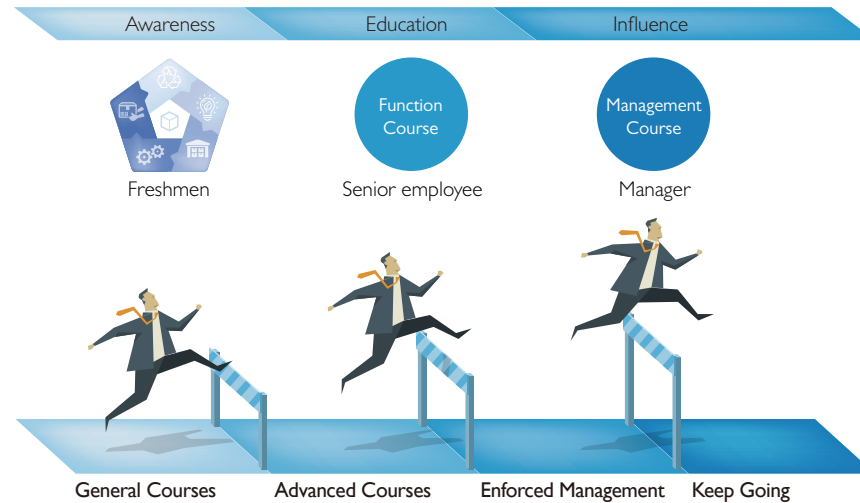 Awareness
Education
Influence
Function
Course
Management
Course
Freshmen
Senior employee
Manager
General Courses
Advanced Courses
Enforced Management
Keep Going